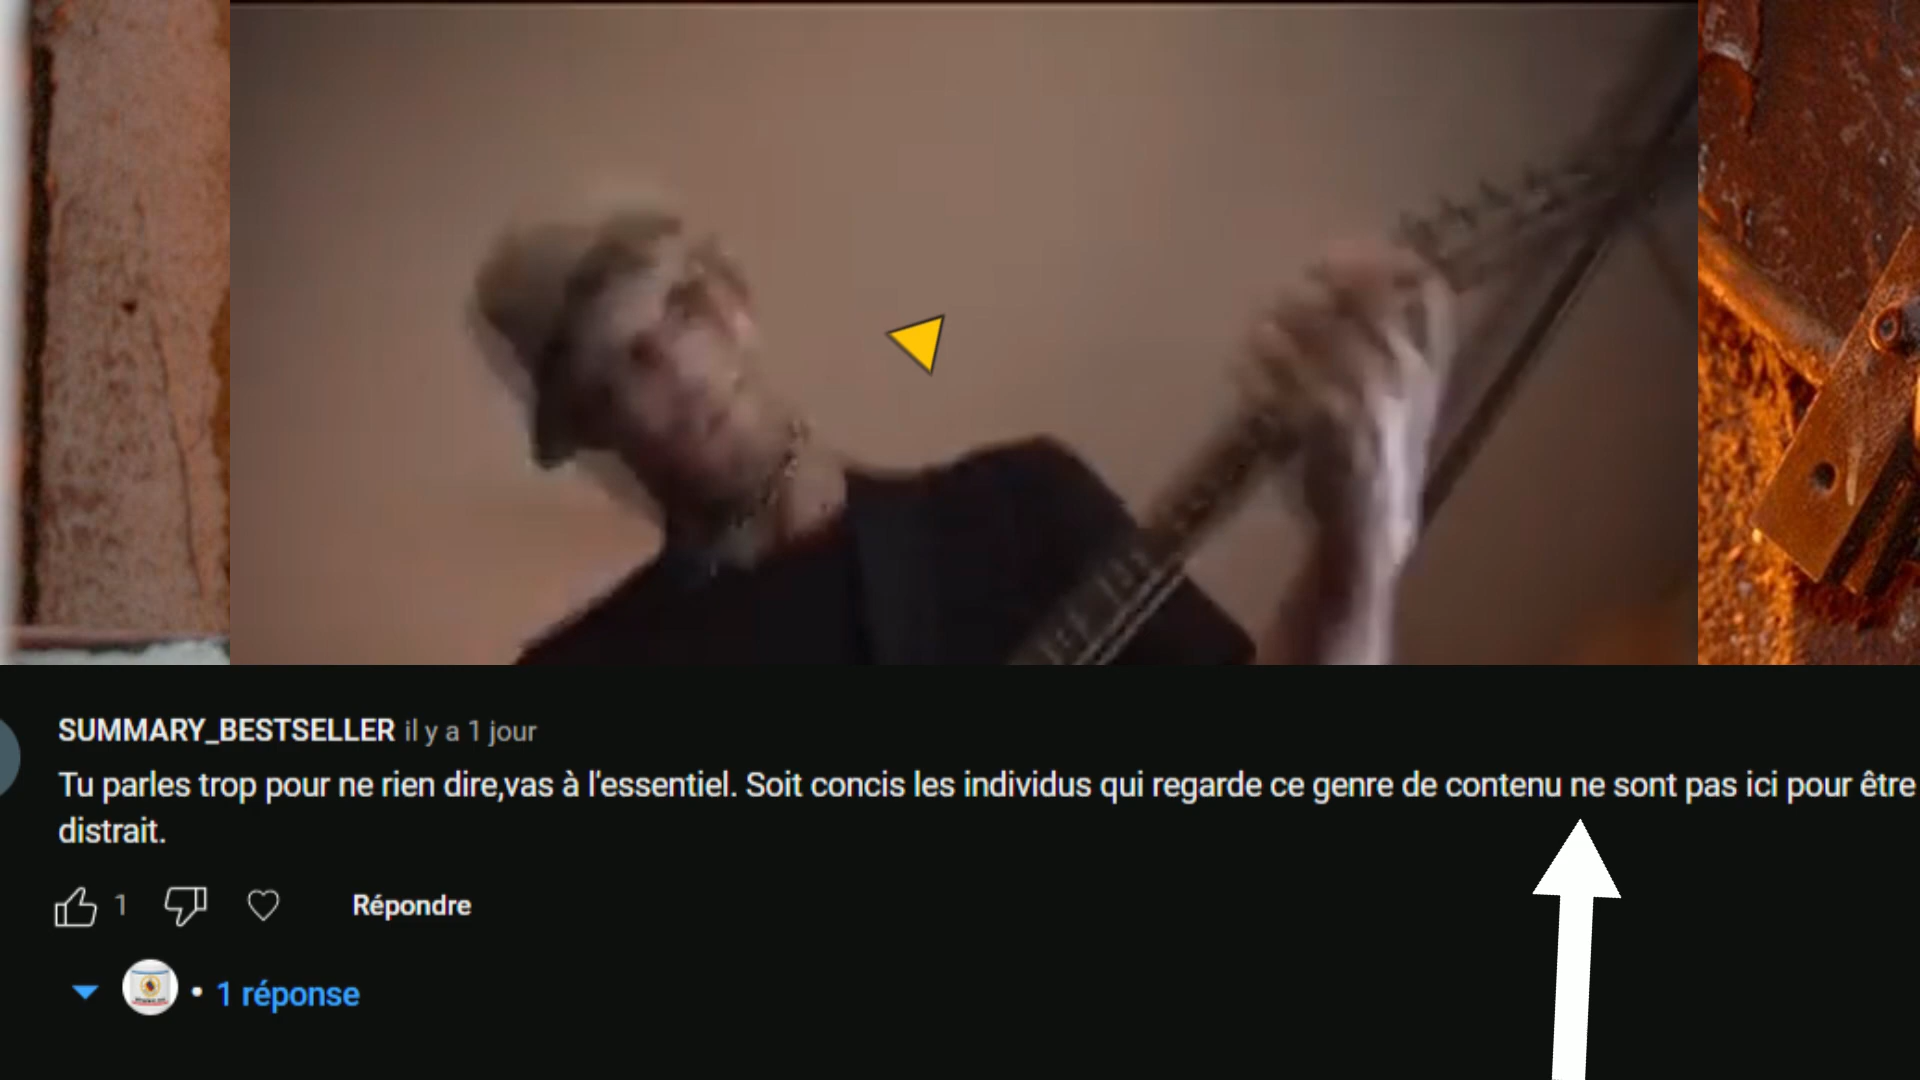 SUMMARY_BESTSELLER il y a 1 jour
Tu parles trop pour ne rien dire,vas à l'essentiel. Soit concis les individus qui regarde ce genre de contenu ne sont pas ici pour être
distrait.
1 Répondre
• 1 réponse